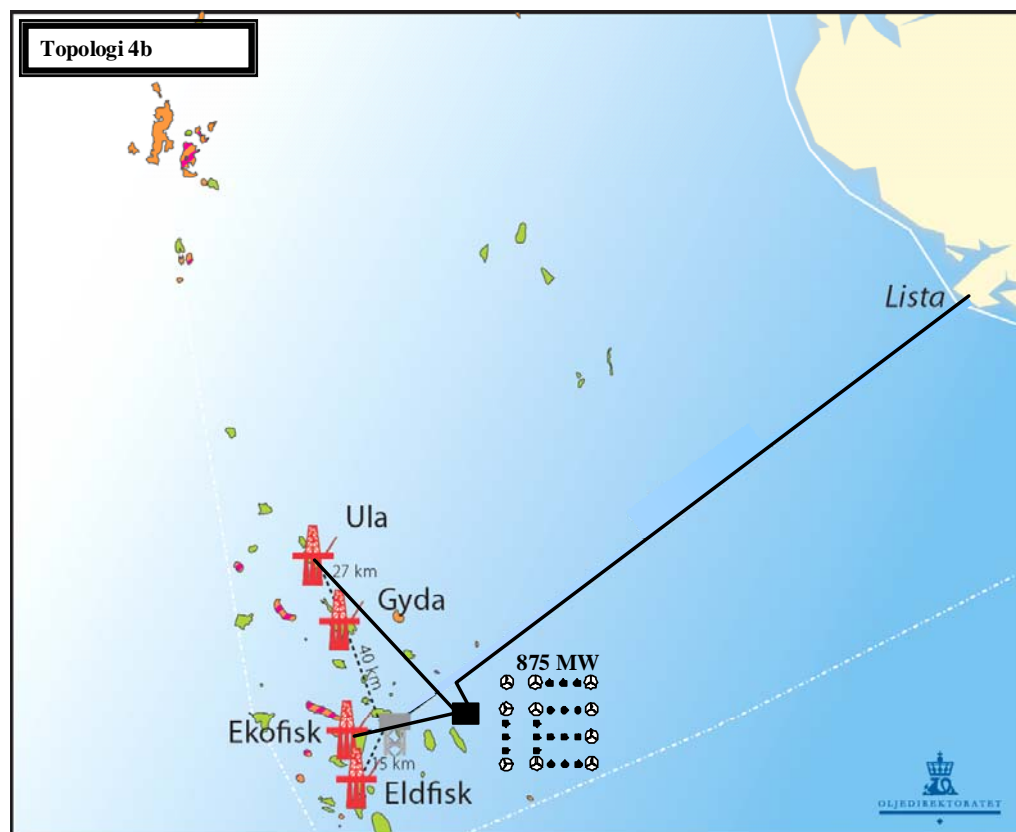 Topologi 4b
Lista
Ula
27 km
Gyda
40 km
875 MW
Ekofisk
15 km
Eldfisk
OLJEDIREKTORATET